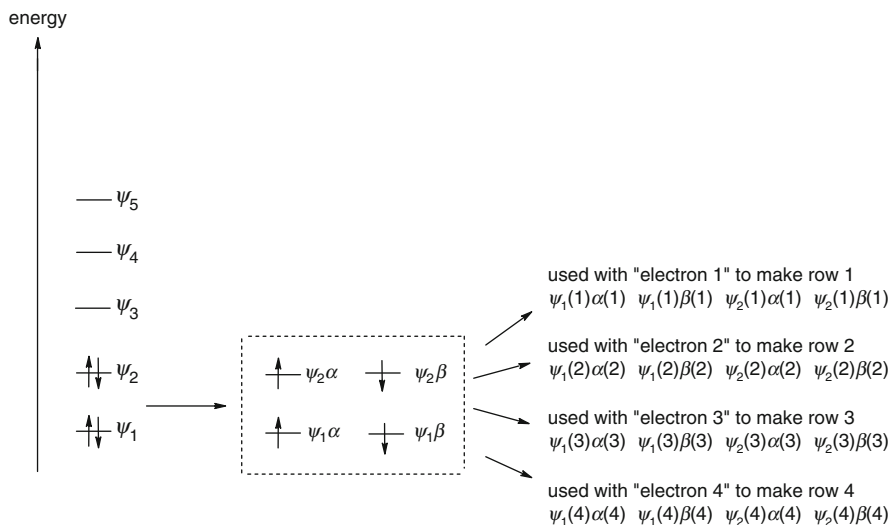 energy
ψ5
ψ4
ψ3
ψ2
ψ1
ψ2α ψ2β
ψ1α ψ1β
used with "electron 1" to make row 1
ψ1(1)α(1) ψ1(1)β(1) ψ2(1)α(1) ψ2(1)β(1)
used with "electron 2" to make row 2
ψ1(2)α(2) ψ1(2)β(2) ψ2(2)α(2) ψ2(2)β(2)
used with "electron 3" to make row 3
ψ1(3)α(3) ψ1(3)β(3) ψ2(3)α(3) ψ2(3)β(3)
used with "electron 4" to make row 4
ψ1(4)α(4) ψ1(4)β(4) ψ2(4)α(4) ψ2(4)β(4)